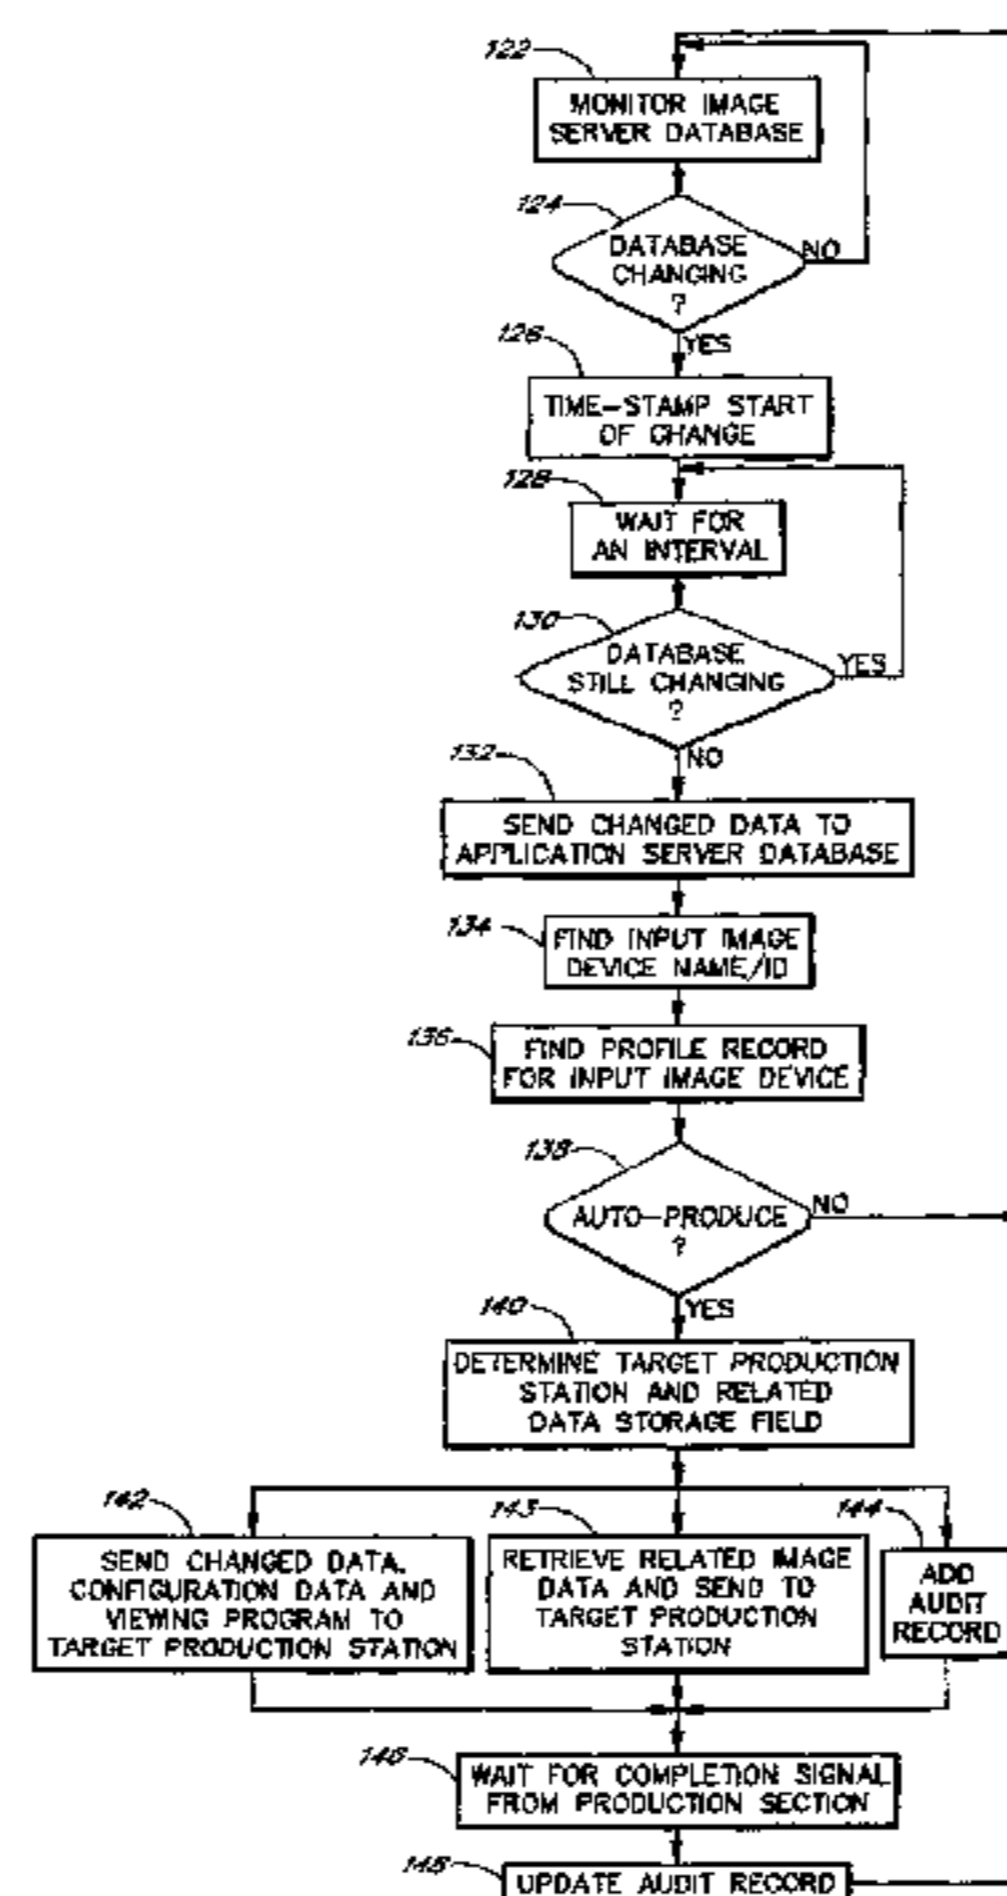 122
MONITOR IMAGE
SERVER DATABASE
124
DATABASE
CHANGING
?
NO
YES
126
TIME-STAMP START
OF CHANGE
128
WAIT FOR
AN INTERVAL
130
DATABASE
STILL CHANGING
?
YES
NO
132
SEND CHANGED DATA TO
APPLICATION SERVER DATABASE
134
FIND INPUT IMAGE
DEVICE NAME/ID
136
FIND PROFILE RECORD
FOR INPUT IMAGE DEVICE
138
AUTO-PRODUCE
?
NO
YES
140
DETERMINE TARGET PRODUCTION
STATION AND RELATED
DATA STORAGE FIELD
142
SEND CHANGED DATA,
CONFIGURATION DATA AND
VIEWING PROGRAM TO
TARGET PRODUCTION STATION
143
RETRIEVE RELATED IMAGE
DATA AND SEND TO
TARGET PRODUCTION
STATION
144
ADD
AUDIT
RECORD
146
WAIT FOR COMPLETION SIGNAL
FROM PRODUCTION SECTION
148
UPDATE AUDIT RECORD